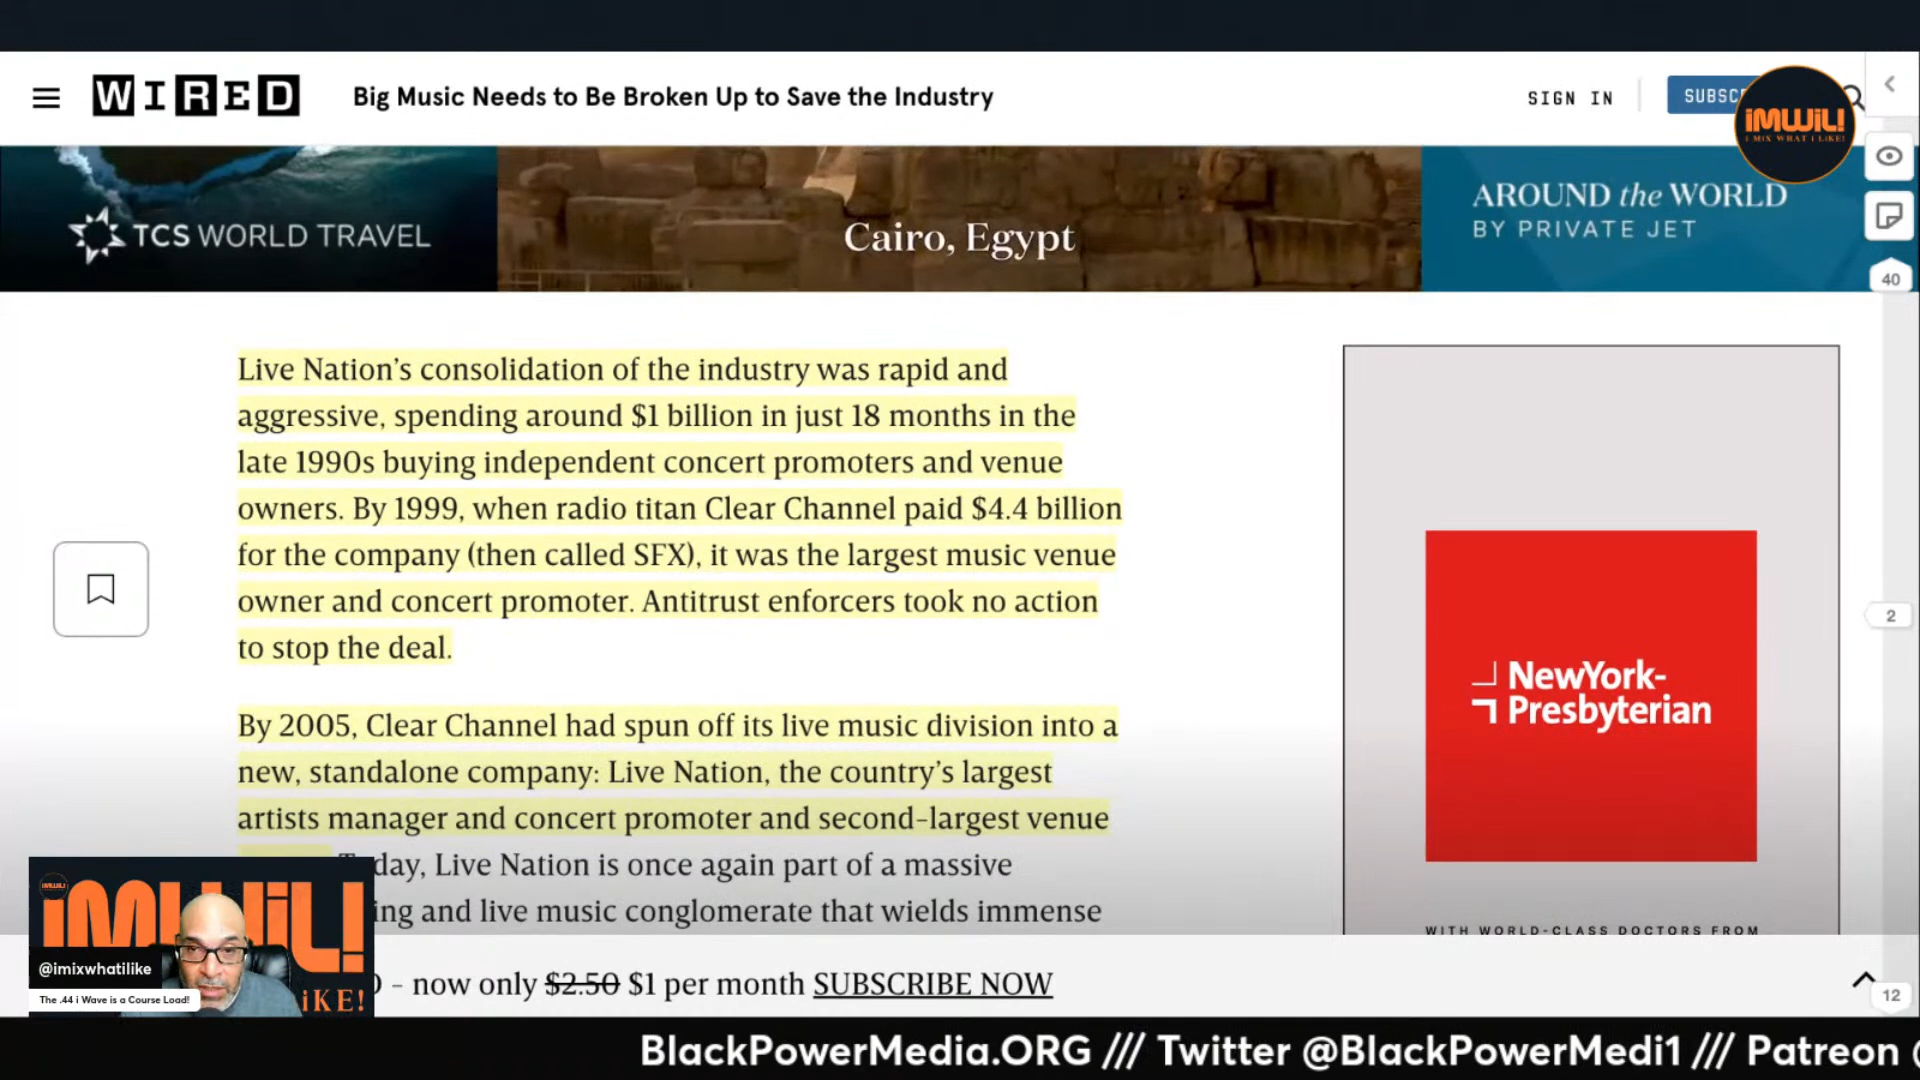 WIRED
Big Music Needs to Be Broken Up to Save the Industry
SIGN IN
iMWiL!
I MiX WHAT I LiKE!
TCS WORLD TRAVEL
Cairo, Egypt
AROUND the WORLD
BY PRIVATE JET
40
Live Nation’s consolidation of the industry was rapid and
aggressive, spending around $1 billion in just 18 months in the
late 1990s buying independent concert promoters and venue
owners. By 1999, when radio titan Clear Channel paid $4.4 billion
for the company (then called SFX), it was the largest music venue
owner and concert promoter. Antitrust enforcers took no action
to stop the deal.
2
NewYork-
Presbyterian
By 2005, Clear Channel had spun off its live music division into a
new, standalone company: Live Nation, the country’s largest
artists manager and concert promoter and second-largest venue
Today, Live Nation is once again part of a massive
ing and live music conglomerate that wields immense
WITH WORLD-CLASS DOCTORS FROM
iMWiL!
@imixwhatilike
The .44 i Wave is a Course Load!
iKE!
- now only $2.50 $1 per month SUBSCRIBE NOW
12
BlackPowerMedia.ORG /// Twitter @BlackPowerMedi1 /// Patreon @